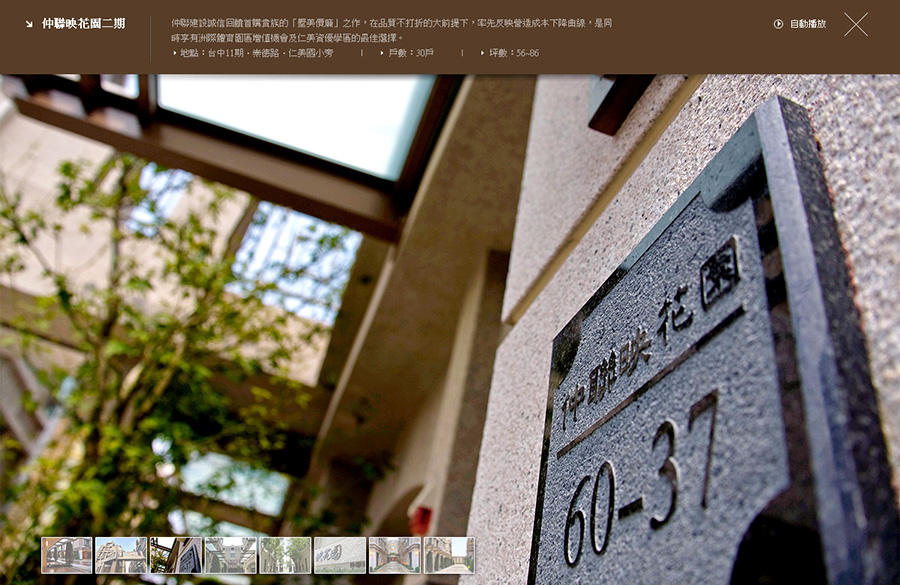 仲聯映花園二期
仲聯建設誠信回饋首購貴族的「壓美價廠」之作，在品質不打折的大前提下，率先反映營造成本下降曲線，是同
時享有洲際體育園區增值機會及仁美資優學區的最佳選擇。
地點：台中11期．崇德路．仁美國小旁 | 戶數：30戶 | 坪數：56-86
自動播放
仲聯映花園
60-37